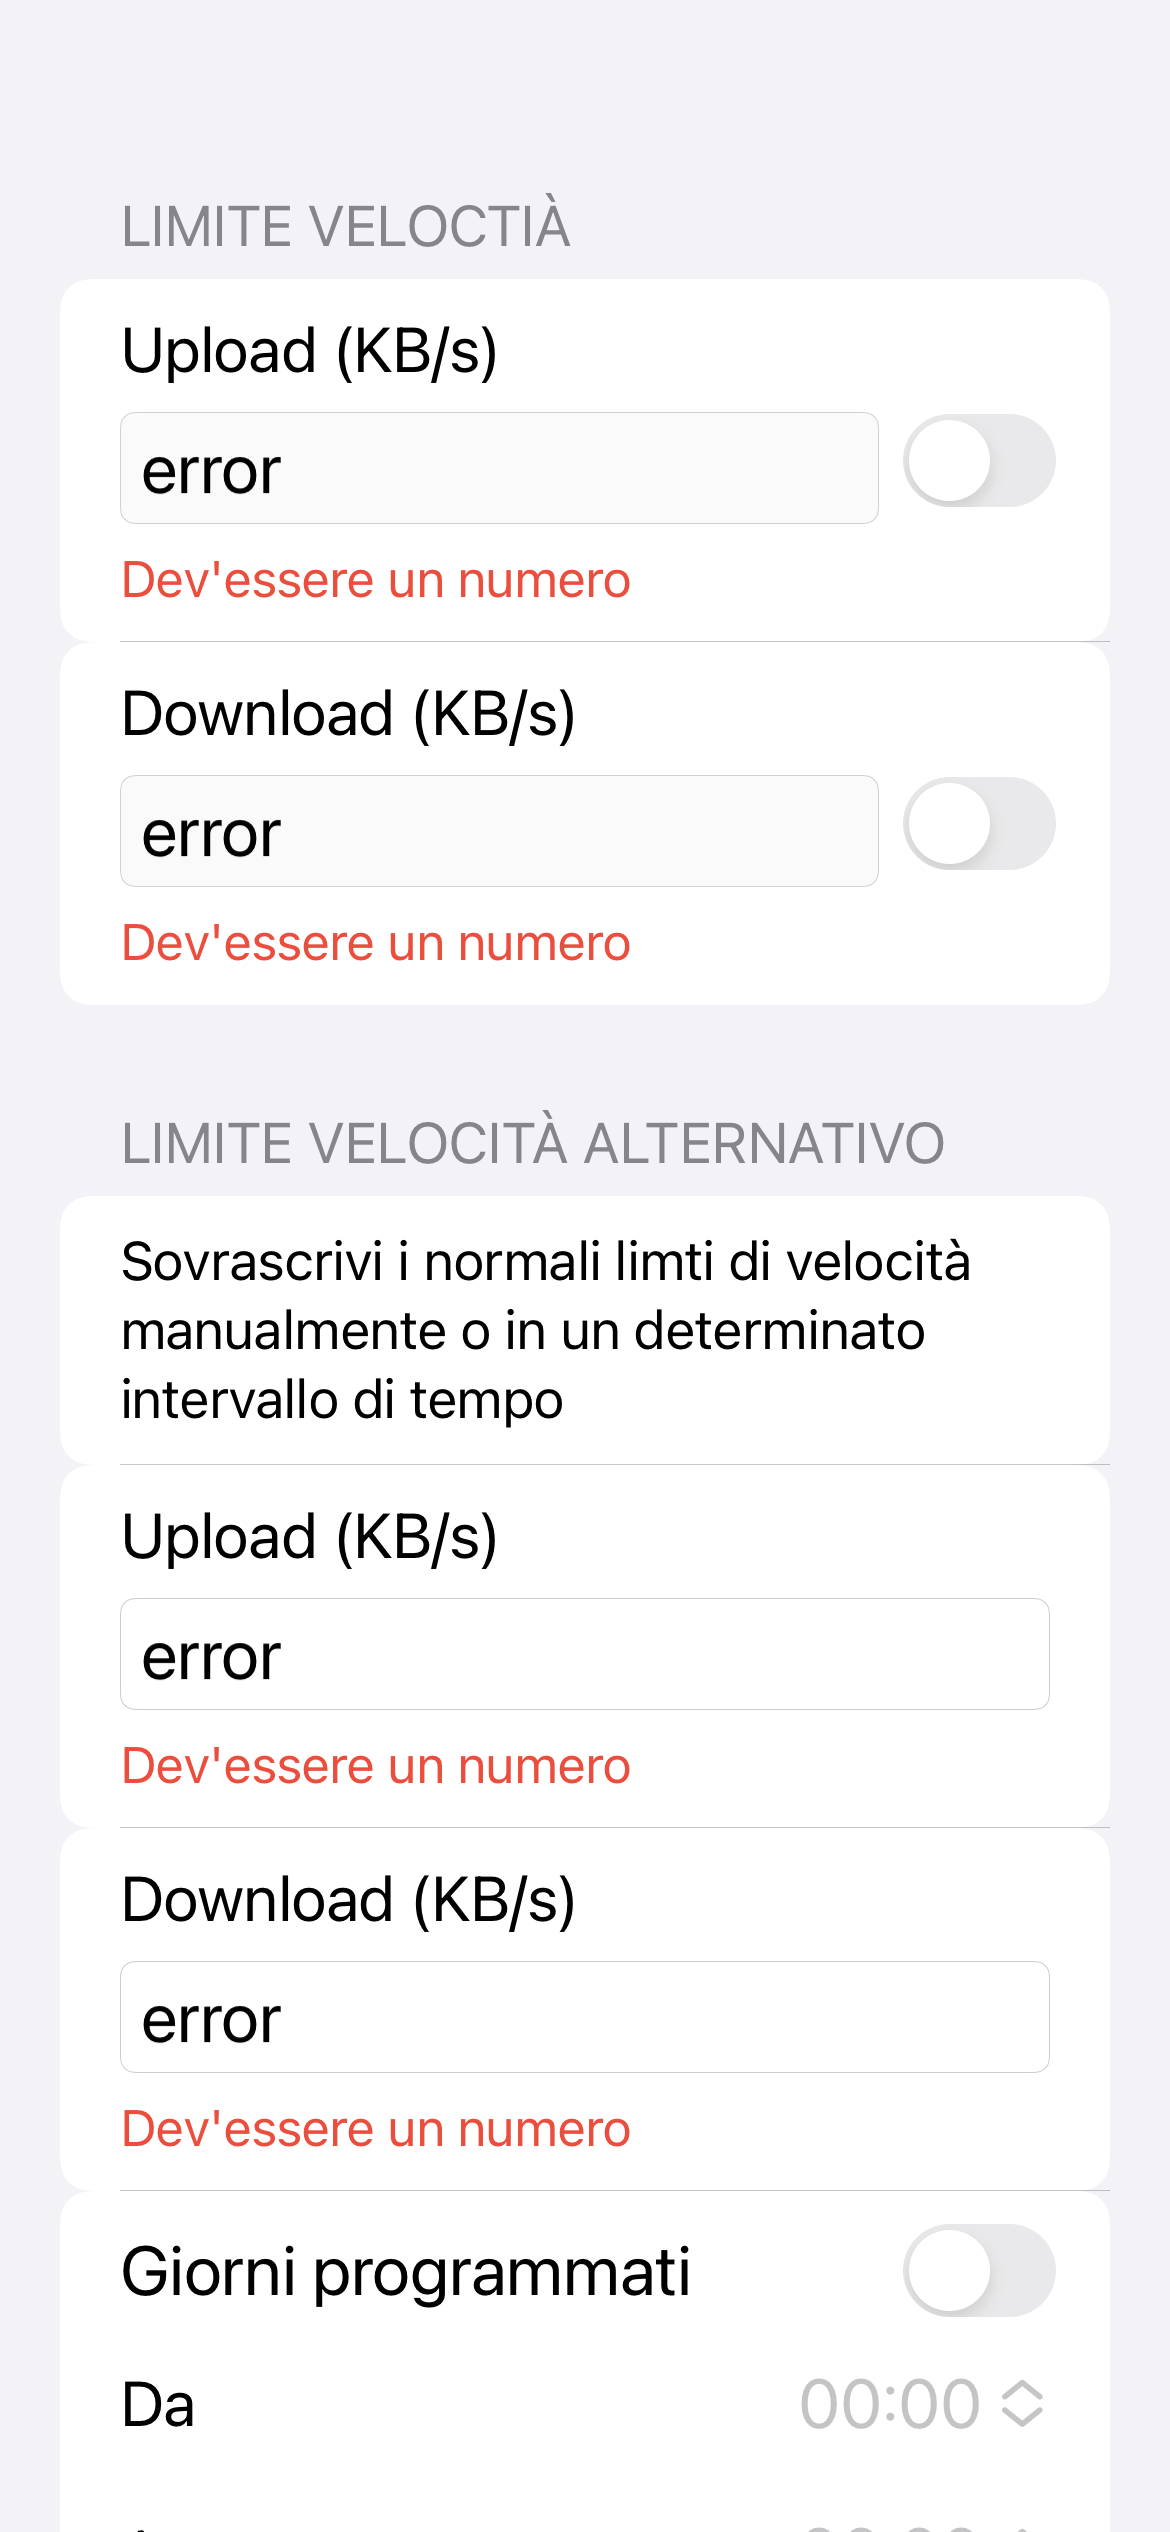 LIMITE VELOCTIÀ
Upload (KB/s)
error
Dev'essere un numero
Download (KB/s)
error
Dev'essere un numero
LIMITE VELOCITÀ ALTERNATIVO
Sovrascrivi i normali limti di velocità
manualmente o in un determinato
intervallo di tempo
Upload (KB/s)
error
Dev'essere un numero
Download (KB/s)
error
Dev'essere un numero
Giorni programmati
Da 00:00